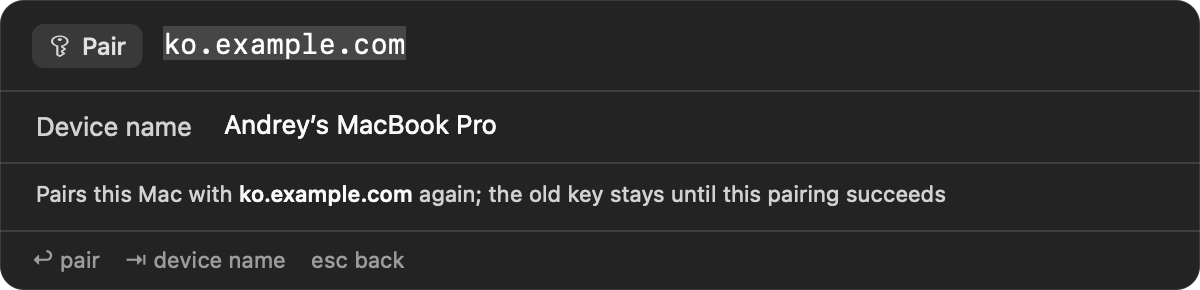 Pair ko.example.com
Device name Andrey’s MacBook Pro
Pairs this Mac with ko.example.com again; the old key stays until this pairing succeeds
↩ pair ⇥ device name esc back